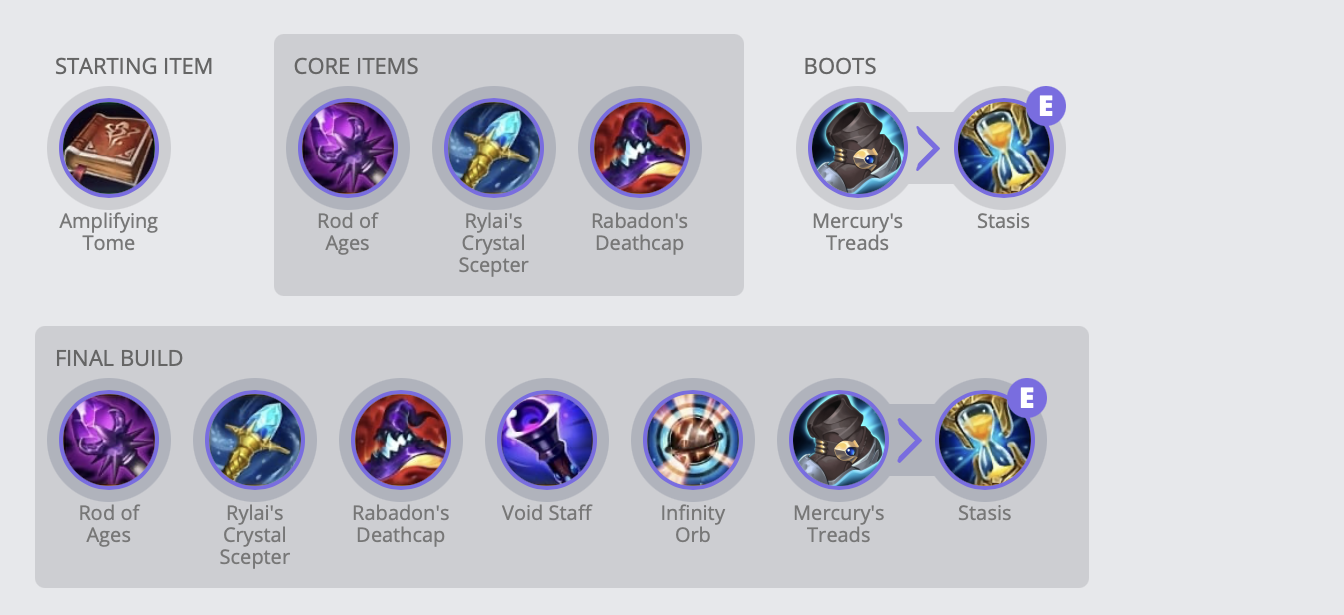 STARTING ITEM
Amplifying
Tome
CORE ITEMS
Rod of
Ages
Rylai's
Crystal
Scepter
Rabadon's
Deathcap
BOOTS
Mercury's
Treads
E
Stasis
FINAL BUILD
Rod of
Ages
Rylai's
Crystal
Scepter
Rabadon's
Deathcap
Void Staff
Infinity
Orb
Mercury's
Treads
E
Stasis